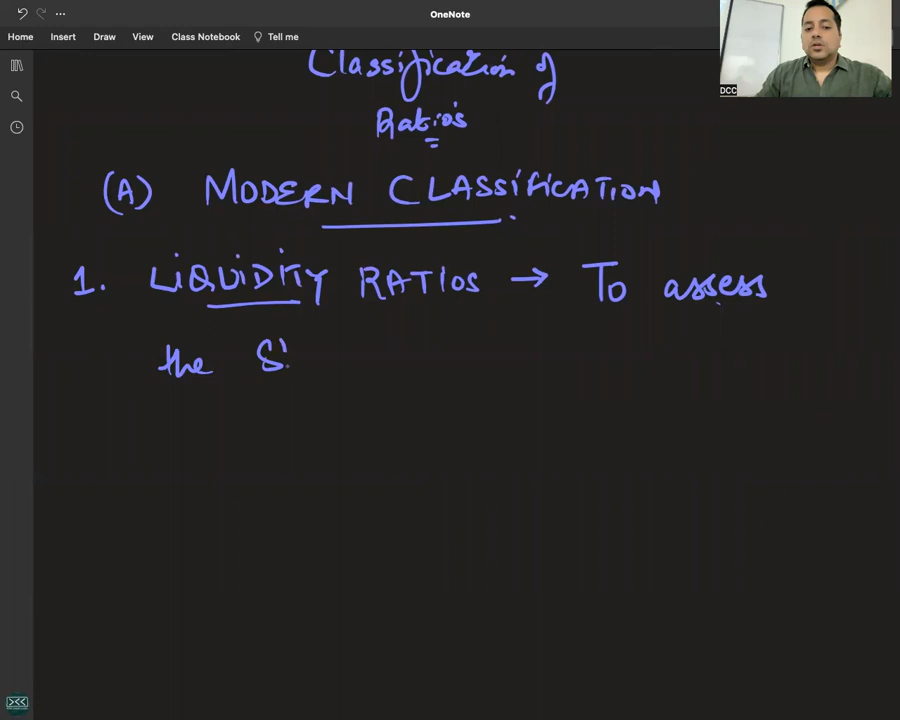 OneNote
Home Insert Draw View Class Notebook Tell me
DCC
Classification of
Ratios
(A) MODERN CLASSiFiCATiON
1. LiQUiDiTY RATios → To assess
the S
DCC